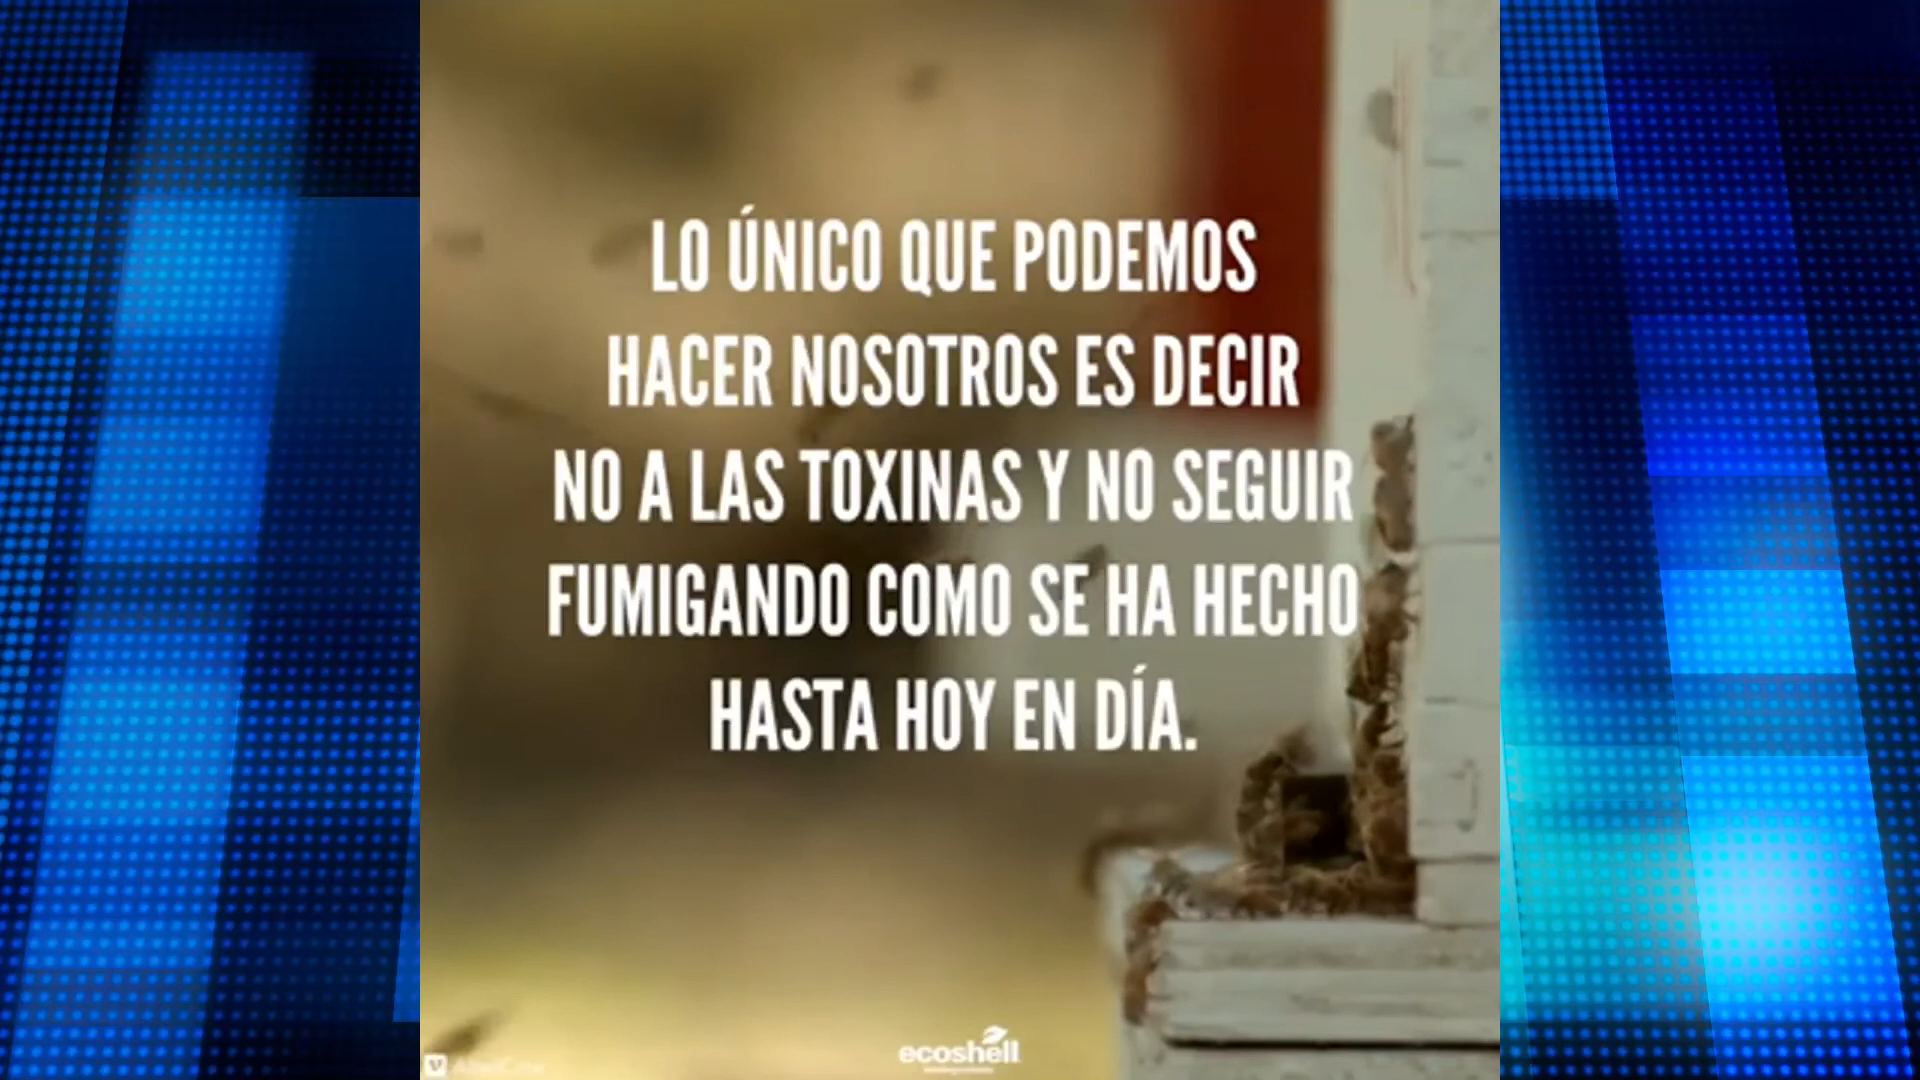 LO ÚNICO QUE PODEMOS
HACER NOSOTROS ES DECIR
NO A LAS TOXINAS Y NO SEGUIR
FUMIGANDO COMO SE HA HECHO
HASTA HOY EN DÍA.
ecoshell